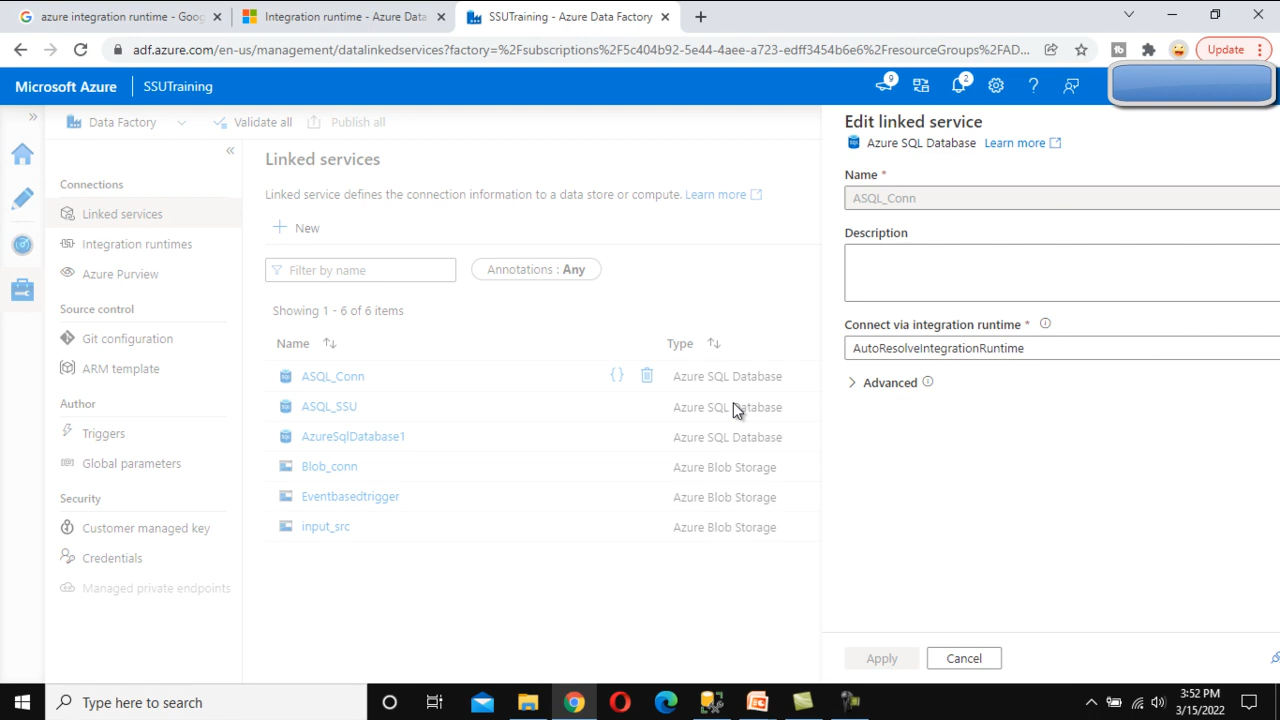 azure integration runtime - Goog
Integration runtime - Azure Data
SSUTraining - Azure Data Factory
adf.azure.com/en-us/management/datalinkedservices?factory=%2Fsubscriptions%2F5c404b92-5e44-4aee-a723-edff3454b6e6%2FresourceGroups%2FAD...
Update
Microsoft Azure
SSUTraining
9
2
Data Factory
Validate all
Publish all
Connections
Linked services
Integration runtimes
Azure Purview
Source control
Git configuration
ARM template
Author
Triggers
Global parameters
Security
Customer managed key
Credentials
Managed private endpoints
Linked services
Linked service defines the connection information to a data store or compute. Learn more
New
Filter by name
Annotations : Any
Showing 1 - 6 of 6 items
Name
Type
ASQL_Conn
Azure SQL Database
ASQL_SSU
Azure SQL Database
AzureSqlDatabase1
Azure SQL Database
Blob_conn
Azure Blob Storage
Eventbasedtrigger
Azure Blob Storage
input_src
Azure Blob Storage
Edit linked service
Azure SQL Database Learn more
Name *
ASQL_Conn
Description
Connect via integration runtime *
AutoResolveIntegrationRuntime
Advanced
Apply
Cancel
Type here to search
3:52 PM
3/15/2022